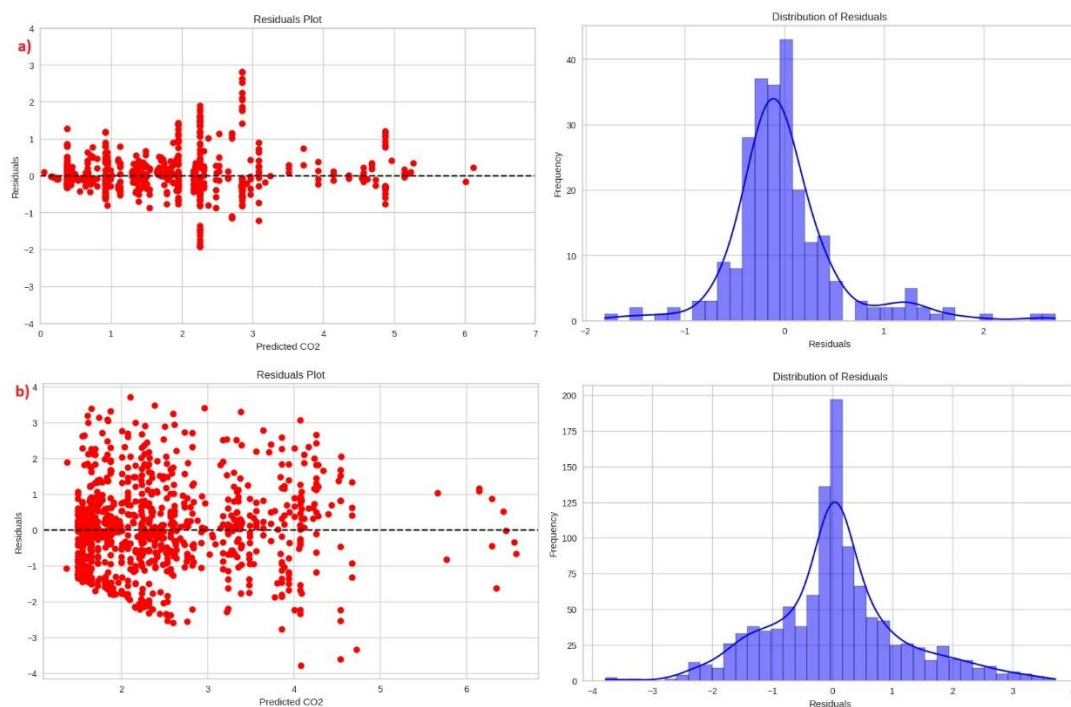 a)
Residuals Plot
Residuals
4
3
2
1
0
−1
−2
−3
−4
0 1 2 3 4 5 6 7
Predicted CO2
Distribution of Residuals
Frequency
40
30
20
10
0
−2 −1 0 1 2
Residuals
b)
Residuals Plot
Residuals
4
3
2
1
0
−1
−2
−3
−4
2 3 4 5 6
Predicted CO2
Distribution of Residuals
Frequency
200
175
150
125
100
75
50
25
0
−4 −3 −2 −1 0 1 2 3
Residuals